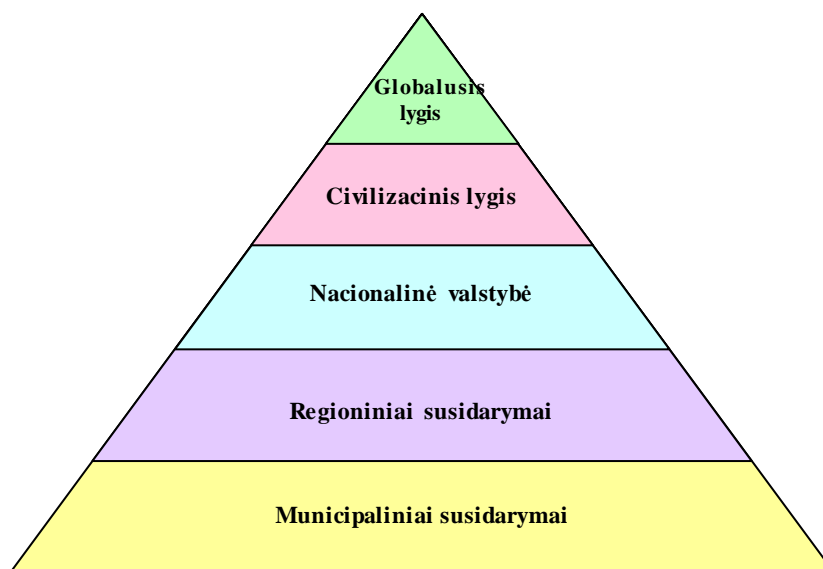 Globalusis
lygis
Civilizacinis lygis
Nacionalinė valstybė
Regioniniai susidarymai
Municipaliniai susidarymai